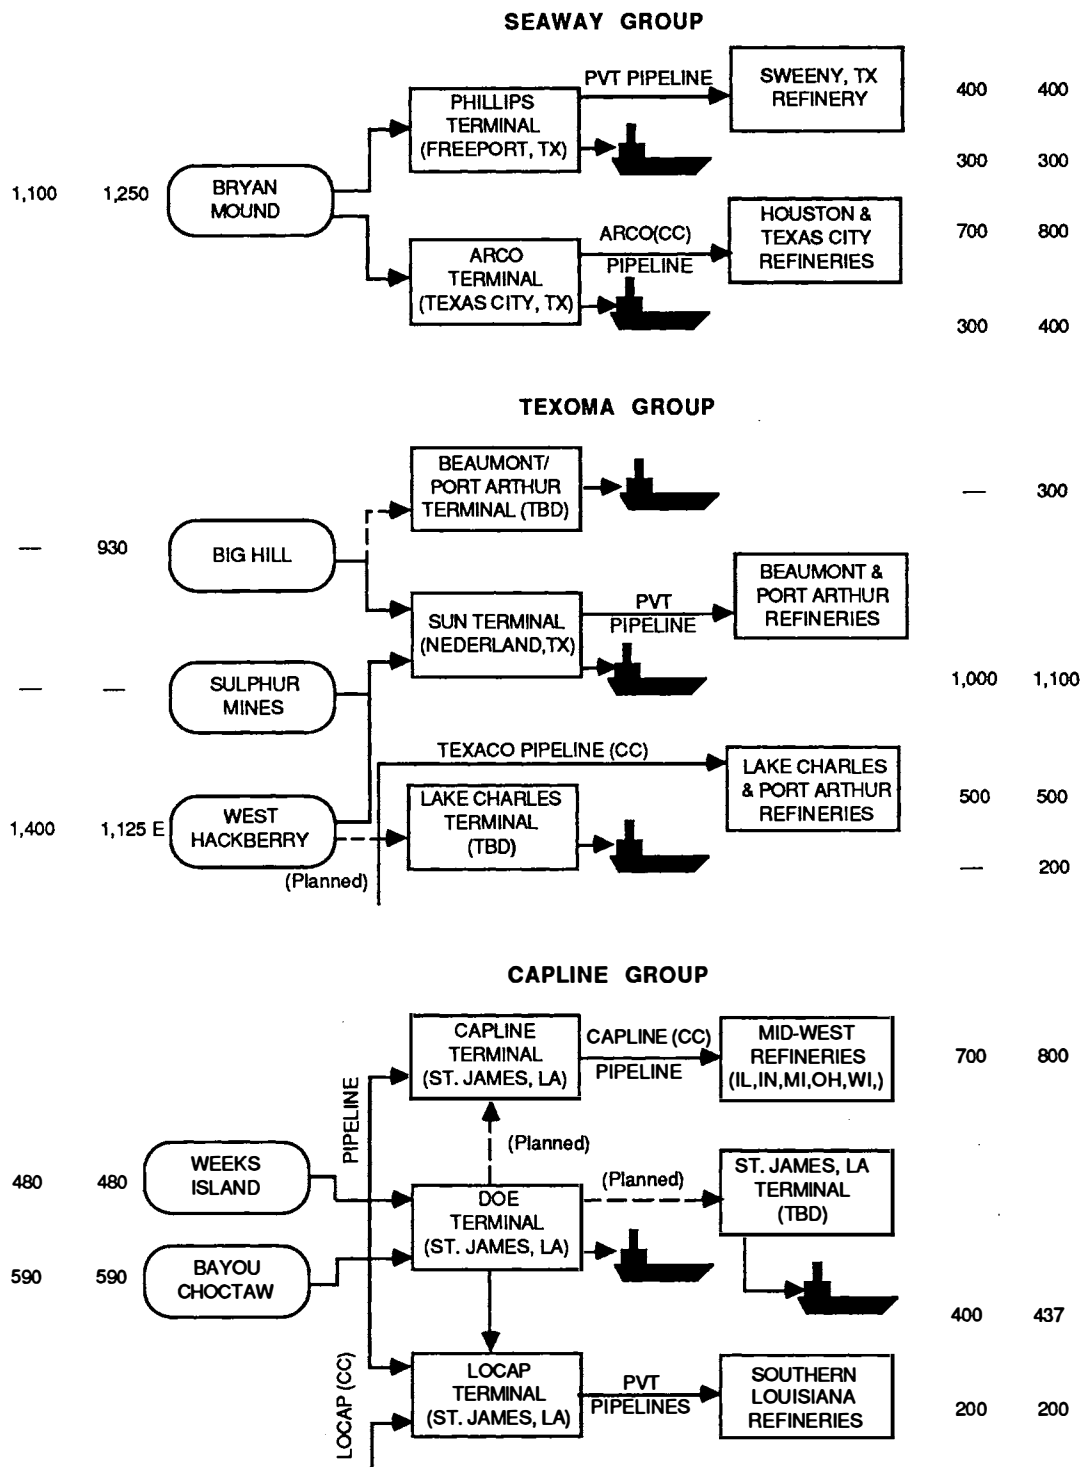 SEAWAY GROUP
PVT PIPELINE
SWEENY, TX
REFINERY
400 400
PHILLIPS
TERMINAL
(FREEPORT, TX)
300 300
1,100 1,250
BRYAN
MOUND
HOUSTON &
TEXAS CITY
REFINERIES
ARCO(CC)
PIPELINE
700 800
ARCO
TERMINAL
(TEXAS CITY, TX)
300 400
TEXOMA GROUP
BEAUMONT/
PORT ARTHUR
TERMINAL (TBD)
— 300
— 930
BIG HILL
BEAUMONT &
PORT ARTHUR
REFINERIES
PVT
PIPELINE
SUN TERMINAL
(NEDERLAND,TX)
— —
SULPHUR
MINES
1,000 1,100
TEXACO PIPELINE (CC)
LAKE CHARLES
& PORT ARTHUR
REFINERIES
500 500
LAKE CHARLES
TERMINAL
(TBD)
1,400 1,125 E
WEST
HACKBERRY
(Planned)
— 200
CAPLINE GROUP
CAPLINE
TERMINAL
(ST. JAMES, LA)
CAPLINE (CC)
PIPELINE
MID-WEST
REFINERIES
(IL,IN,MI,OH,WI,)
700 800
PIPELINE
(Planned)
(Planned)
ST. JAMES, LA
TERMINAL
(TBD)
480 480
WEEKS
ISLAND
DOE
TERMINAL
(ST. JAMES, LA)
590 590
BAYOU
CHOCTAW
400 437
LOCAP (CC)
LOCAP
TERMINAL
(ST. JAMES, LA)
PVT
PIPELINES
SOUTHERN
LOUISIANA
REFINERIES
200 200